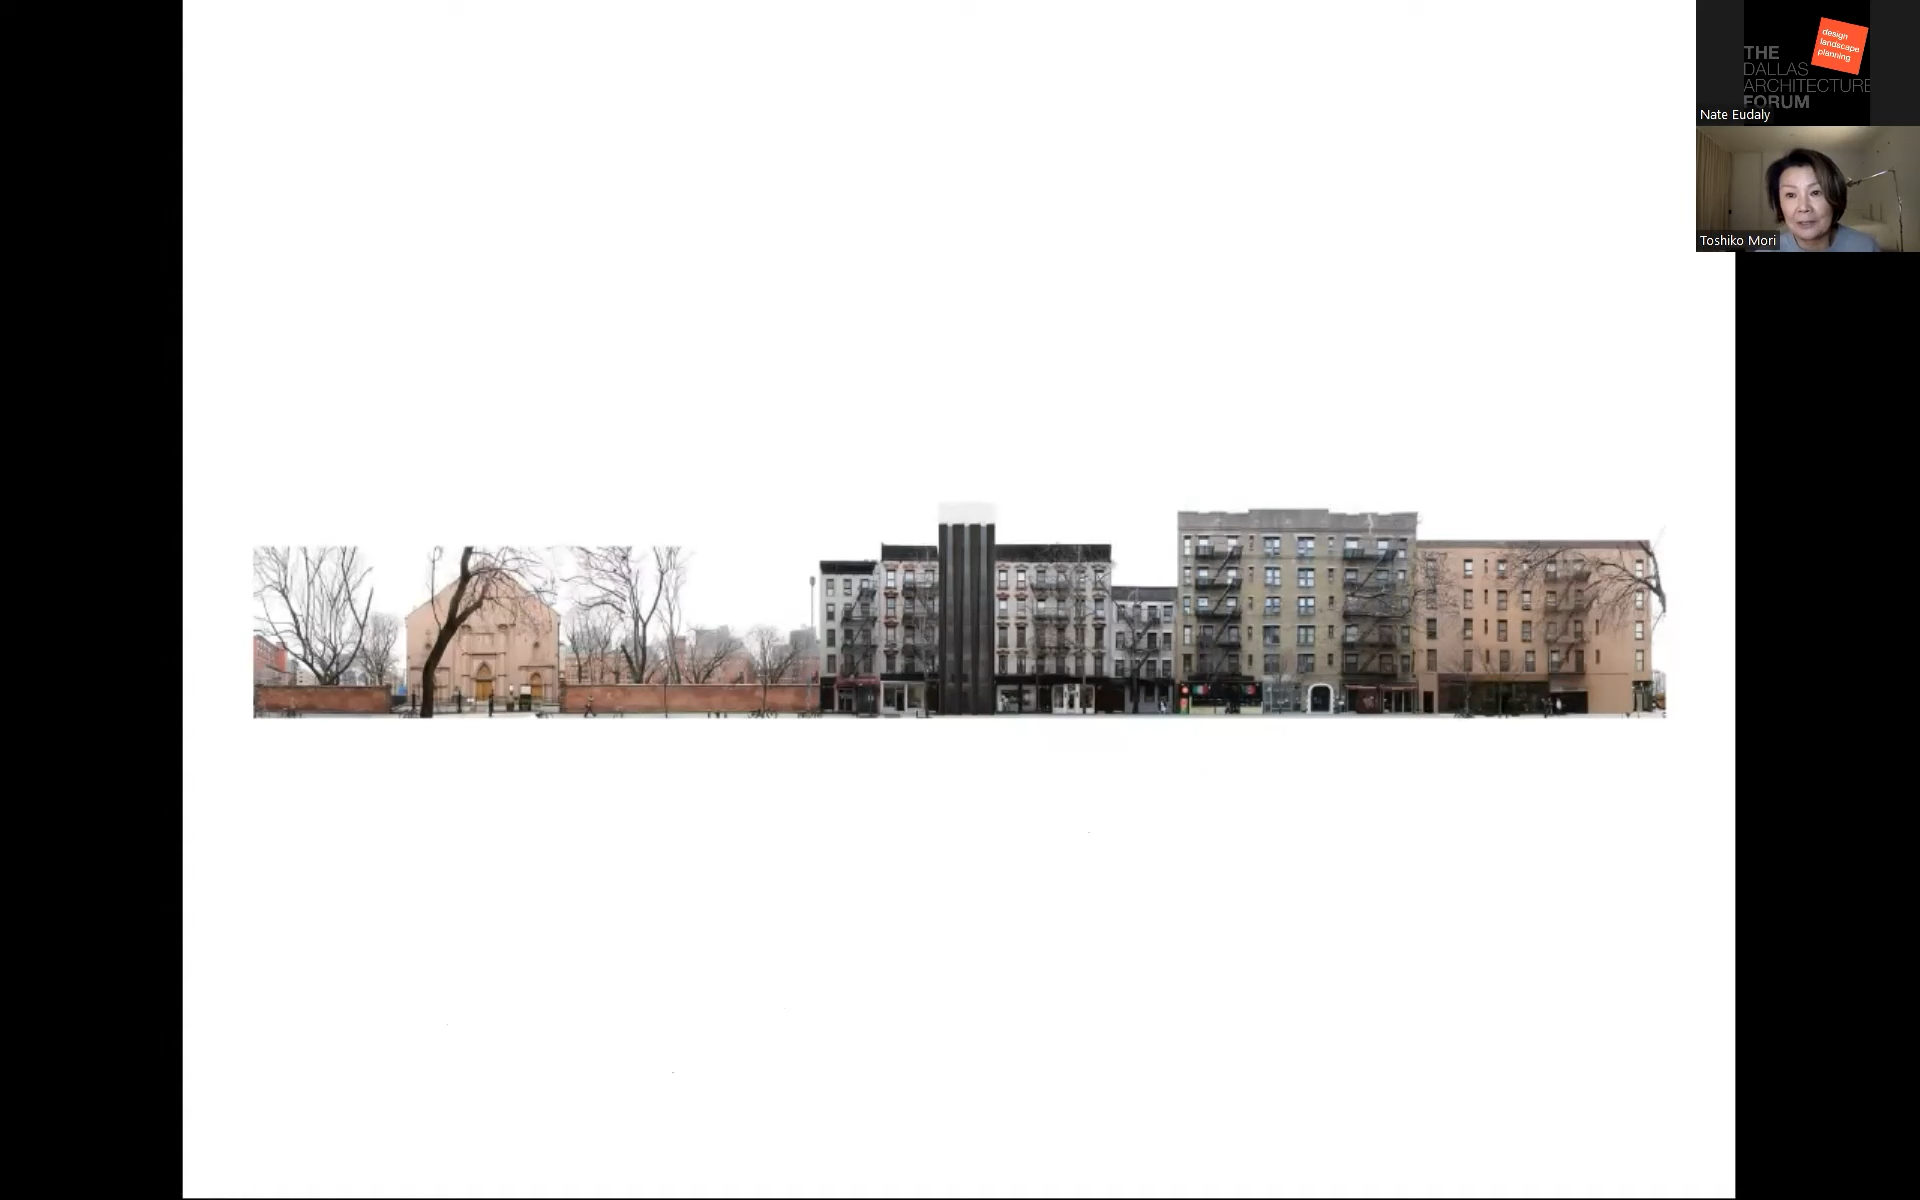 design
landscape
planning
THE
DALLAS
ARCHITECTURE
FORUM
Nate Eudaly
Toshiko Mori